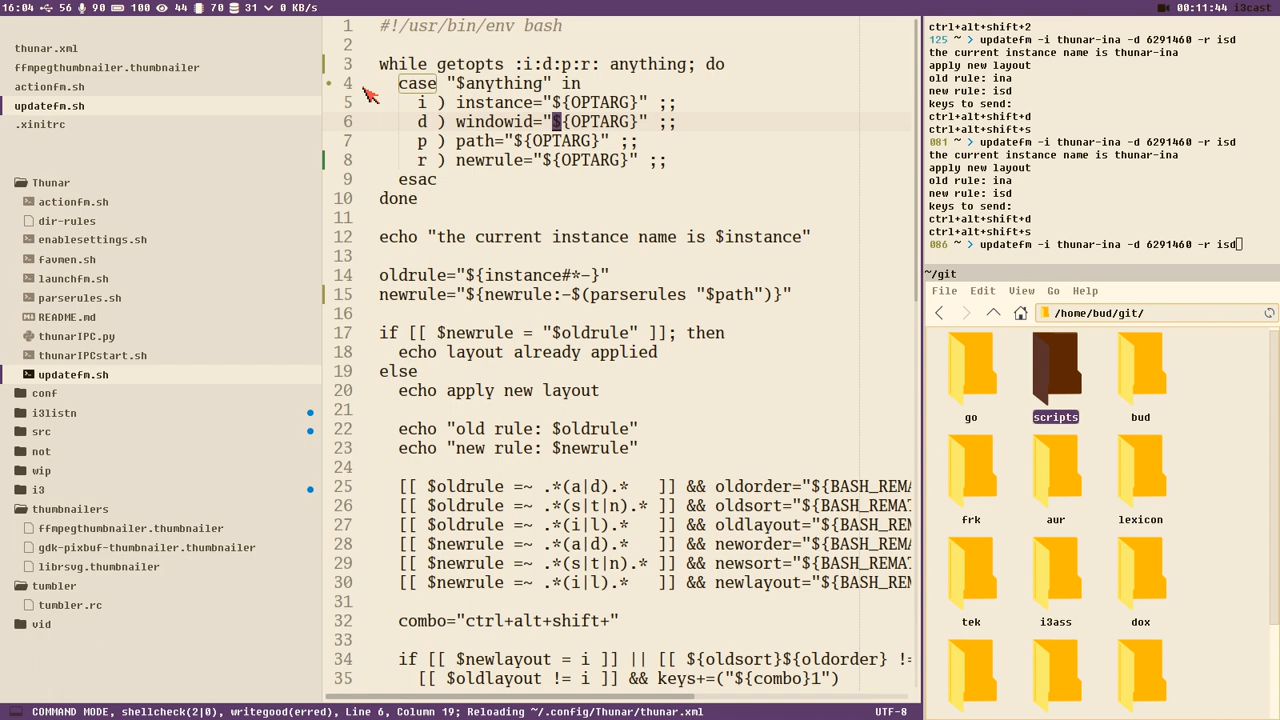 16:04 56 90 100 44 70 31 0 KB/s
00:11:44 i3cast
thunar.xml
ffmpegthumbnailer.thumbnailer
actionfm.sh
updatefm.sh
.xinitrc
Thunar
actionfm.sh
dir-rules
enablesettings.sh
favmen.sh
launchfm.sh
parserules.sh
README.md
thunarIPC.py
thunarIPCstart.sh
updatefm.sh
conf
i3listn
src
not
wip
i3
thumbnailers
ffmpegthumbnailer.thumbnailer
gdk-pixbuf-thumbnailer.thumbnailer
librsvg.thumbnailer
tumbler
tumbler.rc
vid
1 #!/usr/bin/env bash
2
3 while getopts :i:d:p:r: anything; do
4 case "$anything" in
5 i ) instance="${OPTARG}" ;;
6 d ) windowid="${OPTARG}" ;;
7 p ) path="${OPTARG}" ;;
8 r ) newrule="${OPTARG}" ;;
9 esac
10 done
11
12 echo "the current instance name is $instance"
13
14 oldrule="${instance#*-}"
15 newrule="${newrule:-$(parserules "$path")}"
16
17 if [[ $newrule = "$oldrule" ]]; then
18 echo layout already applied
19 else
20 echo apply new layout
21
22 echo "old rule: $oldrule"
23 echo "new rule: $newrule"
24
25 [[ $oldrule =~ .*(a|d).* ]] && oldorder="${BASH_REMA
26 [[ $oldrule =~ .*(s|t|n).* ]] && oldsort="${BASH_REMAT
27 [[ $oldrule =~ .*(i|l).* ]] && oldlayout="${BASH_REM
28 [[ $newrule =~ .*(a|d).* ]] && neworder="${BASH_REMA
29 [[ $newrule =~ .*(s|t|n).* ]] && newsort="${BASH_REMAT
30 [[ $newrule =~ .*(i|l).* ]] && newlayout="${BASH_REM
31
32 combo="ctrl+alt+shift+"
33
34 if [[ $newlayout = i ]] || [[ ${oldsort}${oldorder} !=
35 [[ $oldlayout != i ]] && keys+=("${combo}1")
ctrl+alt+shift+2
125 ~ > updatefm -i thunar-ina -d 6291460 -r isd
the current instance name is thunar-ina
apply new layout
old rule: ina
new rule: isd
keys to send:
ctrl+alt+shift+d
ctrl+alt+shift+s
081 ~ > updatefm -i thunar-ina -d 6291460 -r isd
the current instance name is thunar-ina
apply new layout
old rule: ina
new rule: isd
keys to send:
ctrl+alt+shift+d
ctrl+alt+shift+s
086 ~ > updatefm -i thunar-ina -d 6291460 -r isd
~/git
File Edit View Go Help
/home/bud/git/
go scripts bud
frk aur lexicon
tek i3ass dox
COMMAND MODE, shellcheck(2|0), writegood(erred), Line 6, Column 19; Reloading ~/.config/Thunar/thunar.xml
UTF-8